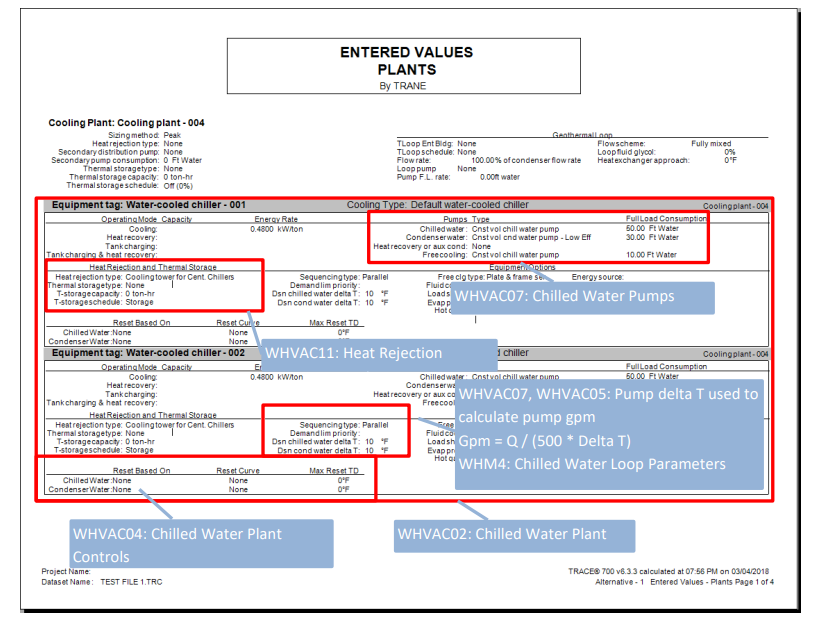 ENTERED VALUES
PLANTS
By TRANE
Cooling Plant: Cooling plant - 004
Sizing method: Peak
Heat rejection type: None
Secondary distribution pump: None
Secondary pump consumption: 0 Ft Water
Thermal storage type: None
Thermal storage capacity: 0 ton-hr
Thermal storage schedule: Off (0%)
Geothermal Loop
TLoop Ent Bldg: None Flow scheme: Fully mixed
TLoop schedule: None Loop fluid glycol: 0%
Flow rate: 100.00% of condenser flow rate Heat exchanger approach: 0°F
Loop pump None
Pump F.L. rate: 0.00ft water
Equipment tag: Water-cooled chiller - 001 Cooling Type: Default water-cooled chiller Cooling plant - 004
Operating Mode Capacity Energy Rate Pumps Type Full Load Consumption
Cooling: 0.4800 kW/ton Chilled water: Cnst vol chill water pump 50.00 Ft Water
Heat recovery: Condenser water: Cnst vol cnd water pump - Low Eff 30.00 Ft Water
Tank charging: Heat recovery or aux cond: None
Tank charging & heat recovery: Free cooling: Cnst vol chill water pump 10.00 Ft Water
Heat Rejection and Thermal Storage Equipment Options
Heat rejection type: Cooling tower for Cent. Chillers Sequencing type: Parallel Free clg type: Plate & frame Energy source:
Thermal storage type: None Demand lim priority: Fluid co
T-storage capacity: 0 ton-hr Dsn chilled water delta T: 10 °F Load s
T-storage schedule: Storage Dsn cond water delta T: 10 °F Evap p
Hot
WHVAC07: Chilled Water Pumps
Reset Based On Reset Curve Max Reset TD
Chilled Water: None None 0°F
Condenser Water: None None
WHVAC11: Heat Rejection
Equipment tag: Water-cooled chiller - 002 d chiller Cooling plant - 004
Operating Mode Capacity Full Load Consumption
Cooling: 0.4800 kW/ton Chilled water: Cnst vol chill water pump 50.00 Ft Water
Heat recovery: Condenserwa
Tank charging: Heat recovery or aux co
Tank charging & heat recovery: Free cool
Heat Rejection and Thermal Storage
Heat rejection type: Cooling tower for Cent. Chillers Sequencing type: Parallel Free
Thermal storage type: None Demand lim priority: Fluid co
T-storage capacity: 0 ton-hr Dsn chilled water delta T: 10 °F Load sh
T-storage schedule: Storage Dsn cond water delta T: 10 °F Evap pr
Hot ga
WHVAC07, WHVAC05: Pump delta T used to
calculate pump gpm
Gpm = Q / (500 * Delta T)
WHM4: Chilled Water Loop Parameters
Reset Based On Reset Curve Max Reset TD
Chilled Water: None None 0°F
Condenser Water: None None 0°F
WHVAC04: Chilled Water Plant
Controls
WHVAC02: Chilled Water Plant
Project Name: TRACE® 700 v6.3.3 calculated at 07:56 PM on 03/04/2018
Dataset Name: TEST FILE 1.TRC Alternative - 1 Entered Values - Plants Page 1 of 4